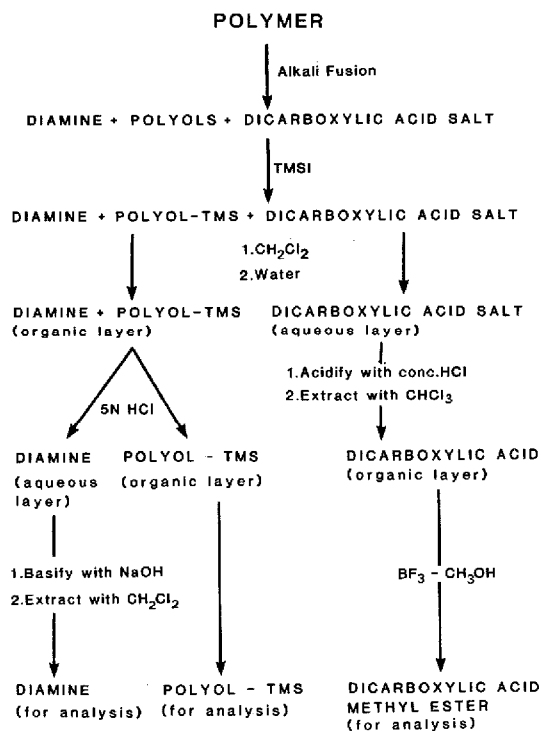 POLYMER
Alkali Fusion
DIAMINE + POLYOLS + DICARBOXYLIC ACID SALT
TMSI
DIAMINE + POLYOL-TMS + DICARBOXYLIC ACID SALT
1.CH₂Cl₂
2.Water
DIAMINE + POLYOL-TMS
(organic layer)
DICARBOXYLIC ACID SALT
(aqueous layer)
5N HCl
1.Acidify with conc.HCl
2.Extract with CHCl₃
DIAMINE
(aqueous
layer)
POLYOL - TMS
(organic layer)
DICARBOXYLIC ACID
(organic layer)
1.Basify with NaOH
2.Extract with CH₂Cl₂
BF₃ - CH₃OH
DIAMINE
(for analysis)
POLYOL - TMS
(for analysis)
DICARBOXYLIC ACID
METHYL ESTER
(for analysis)